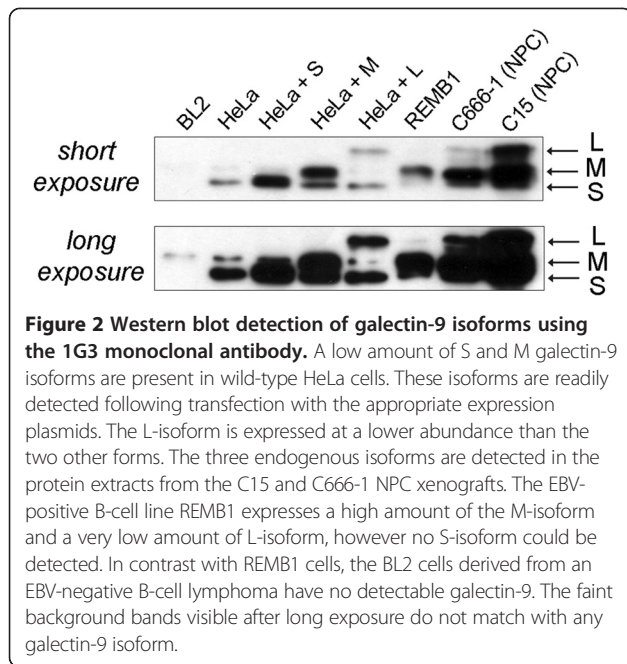 BL2
HeLa
HeLa + S
HeLa + M
HeLa + L
REMB1
C666-1 (NPC)
C15 (NPC)
short
exposure
L
M
S
long
exposure
L
M
S
Figure 2 Western blot detection of galectin-9 isoforms using
the 1G3 monoclonal antibody. A low amount of S and M galectin-9
isoforms are present in wild-type HeLa cells. These isoforms are readily
detected following transfection with the appropriate expression
plasmids. The L-isoform is expressed at a lower abundance than the
two other forms. The three endogenous isoforms are detected in the
protein extracts from the C15 and C666-1 NPC xenografts. The EBV-
positive B-cell line REMB1 expresses a high amount of the M-isoform
and a very low amount of L-isoform, however no S-isoform could be
detected. In contrast with REMB1 cells, the BL2 cells derived from an
EBV-negative B-cell lymphoma have no detectable galectin-9. The faint
background bands visible after long exposure do not match with any
galectin-9 isoform.